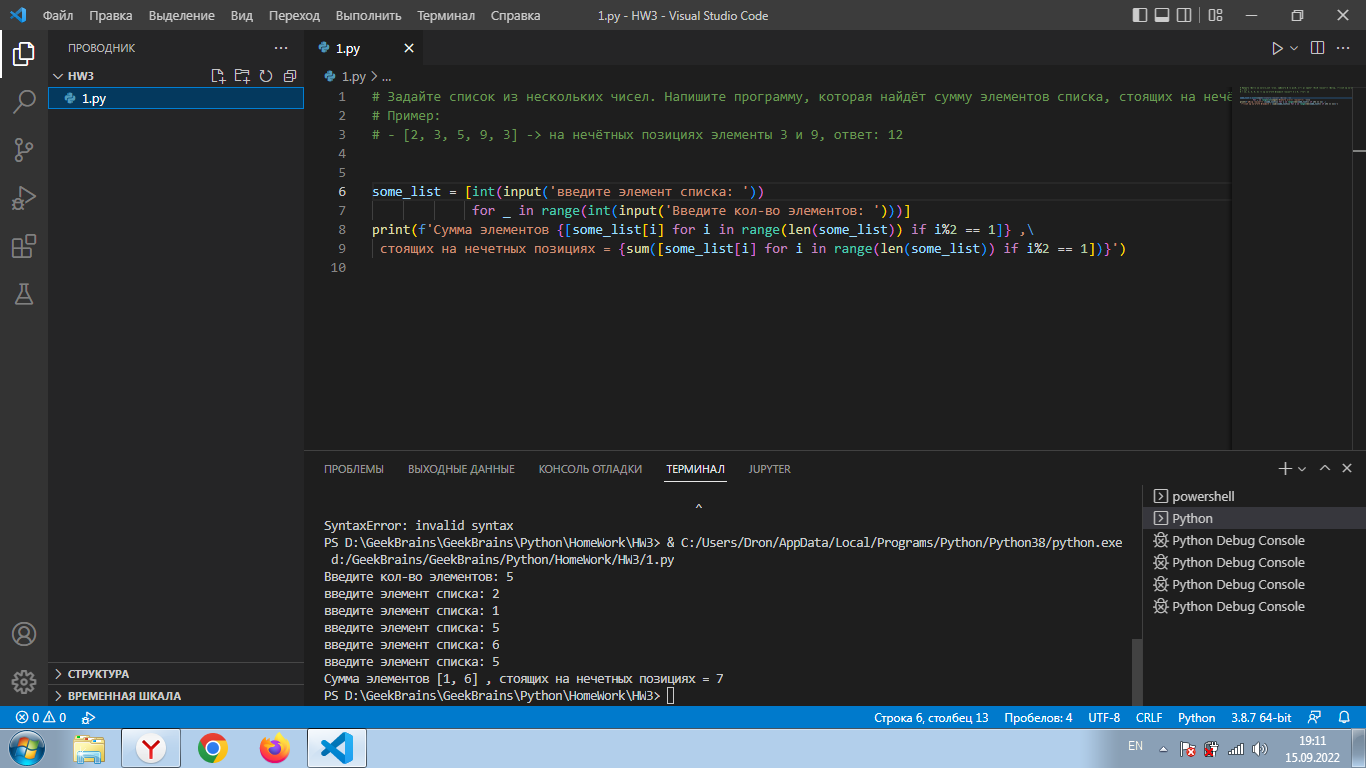 Файл Правка Выделение Вид Переход Выполнить Терминал Справка 1.py - HW3 - Visual Studio Code
ПРОВОДНИК
HW3
1.py
1.py
1.py > ...
1 # Задайте список из нескольких чисел. Напишите программу, которая найдёт сумму элементов списка, стоящих на нечё
2 # Пример:
3 # - [2, 3, 5, 9, 3] -> на нечётных позициях элементы 3 и 9, ответ: 12
4
5
6 some_list = [int(input('введите элемент списка: '))
7 for _ in range(int(input('Введите кол-во элементов: ')))]
8 print(f'Сумма элементов {[some_list[i] for i in range(len(some_list)) if i%2 == 1]} ,\
9 стоящих на нечетных позициях = {sum([some_list[i] for i in range(len(some_list)) if i%2 == 1])}')
10
ПРОБЛЕМЫ ВЫХОДНЫЕ ДАННЫЕ КОНСОЛЬ ОТЛАДКИ ТЕРМИНАЛ JUPYTER
^
SyntaxError: invalid syntax
PS D:\GeekBrains\GeekBrains\Python\HomeWork\HW3> & C:/Users/Dron/AppData/Local/Programs/Python/Python38/python.exe
d:/GeekBrains/GeekBrains/Python/HomeWork/HW3/1.py
Введите кол-во элементов: 5
введите элемент списка: 2
введите элемент списка: 1
введите элемент списка: 5
введите элемент списка: 6
введите элемент списка: 5
Сумма элементов [1, 6] , стоящих на нечетных позициях = 7
PS D:\GeekBrains\GeekBrains\Python\HomeWork\HW3>
powershell
Python
Python Debug Console
Python Debug Console
Python Debug Console
Python Debug Console
СТРУКТУРА
ВРЕМЕННАЯ ШКАЛА
0 0 Строка 6, столбец 13 Пробелов: 4 UTF-8 CRLF Python 3.8.7 64-bit
EN 19:11
15.09.2022